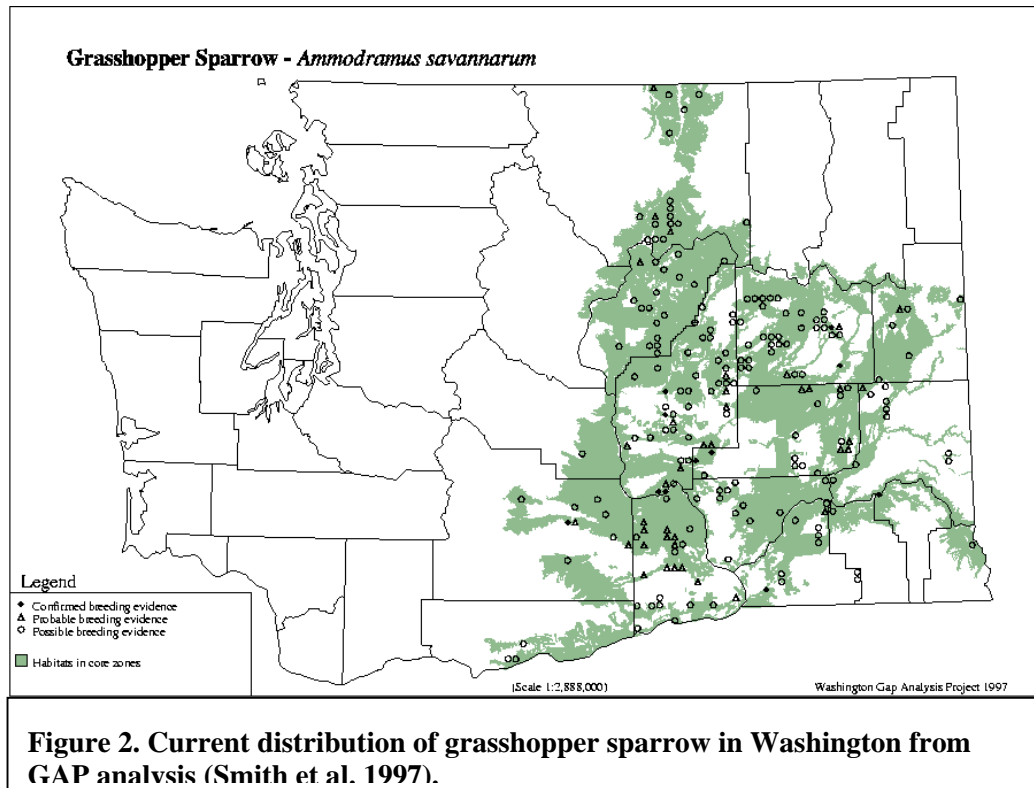 Grasshopper Sparrow - Ammodramus savannarum
Legend
Confirmed breeding evidence
Probable breeding evidence
Possible breeding evidence
Habitats in core zones
(Scale 1:2,888,000)
Washington Gap Analysis Project 1997
Figure 2. Current distribution of grasshopper sparrow in Washington from
GAP analysis (Smith et al. 1997).